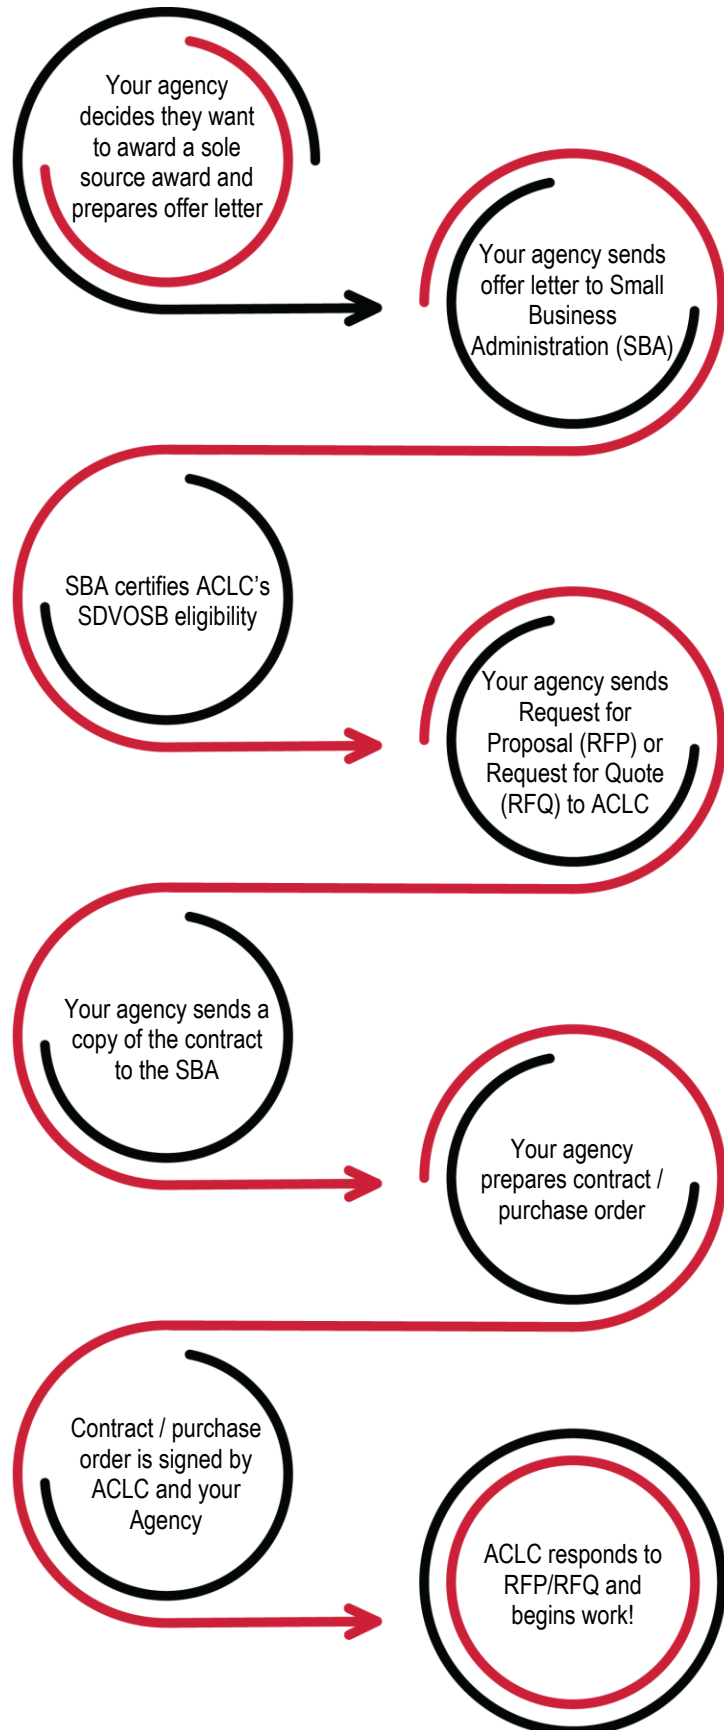 Your agency
decides they want
to award a sole
source award and
prepares offer letter
Your agency sends
offer letter to Small
Business
Administration (SBA)
SBA certifies ACLC’s
SDVOSB eligibility
Your agency sends
Request for
Proposal (RFP) or
Request for Quote
(RFQ) to ACLC
Your agency sends a
copy of the contract
to the SBA
Your agency
prepares contract /
purchase order
Contract / purchase
order is signed by
ACLC and your
Agency
ACLC responds to
RFP/RFQ and
begins work!